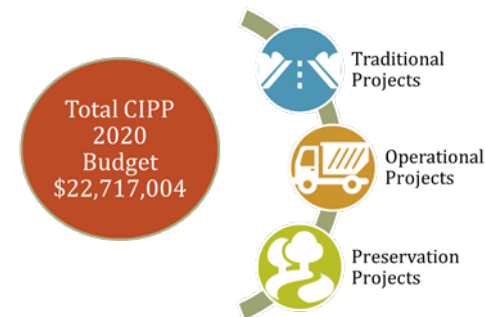 Total CIPP
2020
Budget
$22,717,004
Traditional
Projects
Operational
Projects
Preservation
Projects